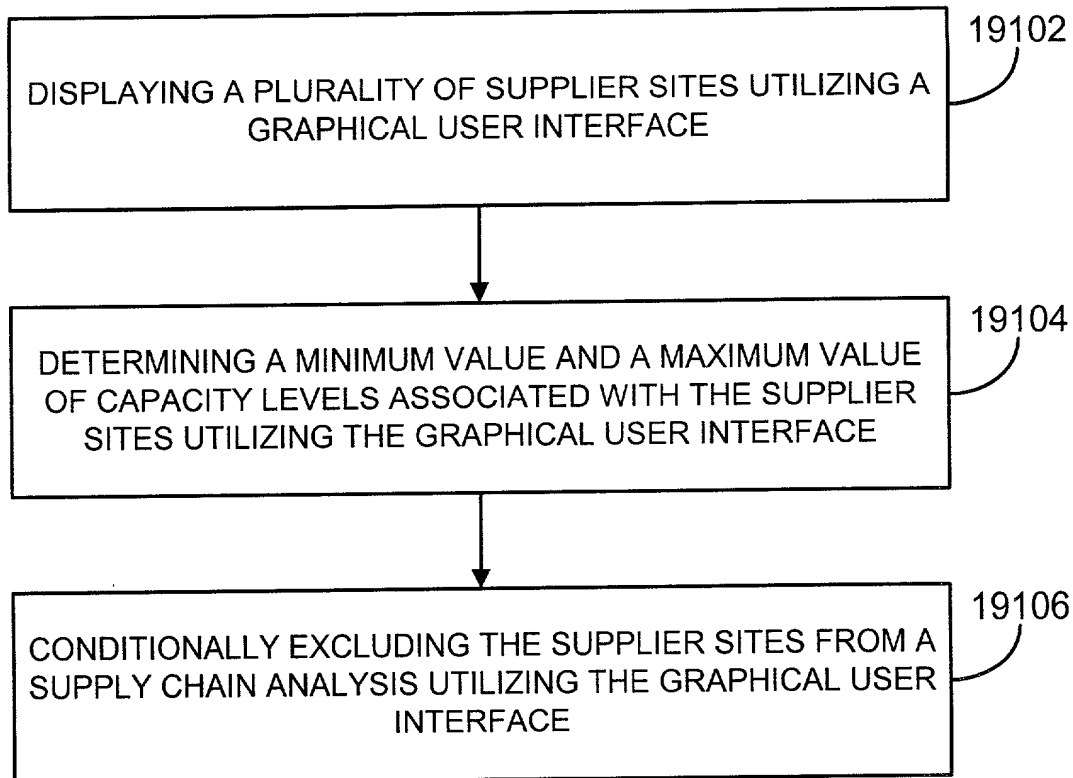 19102
DISPLAYING A PLURALITY OF SUPPLIER SITES UTILIZING A
GRAPHICAL USER INTERFACE
19104
DETERMINING A MINIMUM VALUE AND A MAXIMUM VALUE
OF CAPACITY LEVELS ASSOCIATED WITH THE SUPPLIER
SITES UTILIZING THE GRAPHICAL USER INTERFACE
19106
CONDITIONALLY EXCLUDING THE SUPPLIER SITES FROM A
SUPPLY CHAIN ANALYSIS UTILIZING THE GRAPHICAL USER
INTERFACE